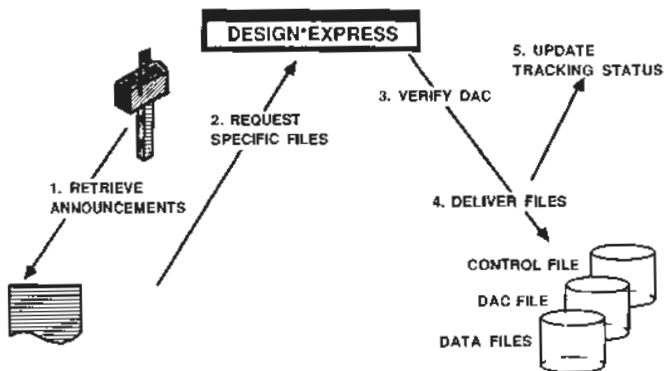 DESIGN*EXPRESS
5. UPDATE
TRACKING STATUS
3. VERIFY DAC
2. REQUEST
SPECIFIC FILES
1. RETRIEVE
ANNOUNCEMENTS
4. DELIVER FILES
CONTROL FILE
DAC FILE
DATA FILES